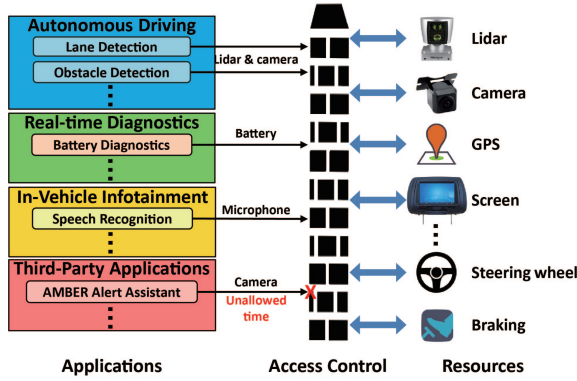 Autonomous Driving
Lane Detection
Obstacle Detection
Lidar & camera
Real-time Diagnostics
Battery Diagnostics
Battery
In-Vehicle Infotainment
Speech Recognition
Microphone
Third-Party Applications
AMBER Alert Assistant
Camera
Unallowed
time
X
Lidar
Camera
GPS
Screen
Steering wheel
Braking
Applications
Access Control
Resources